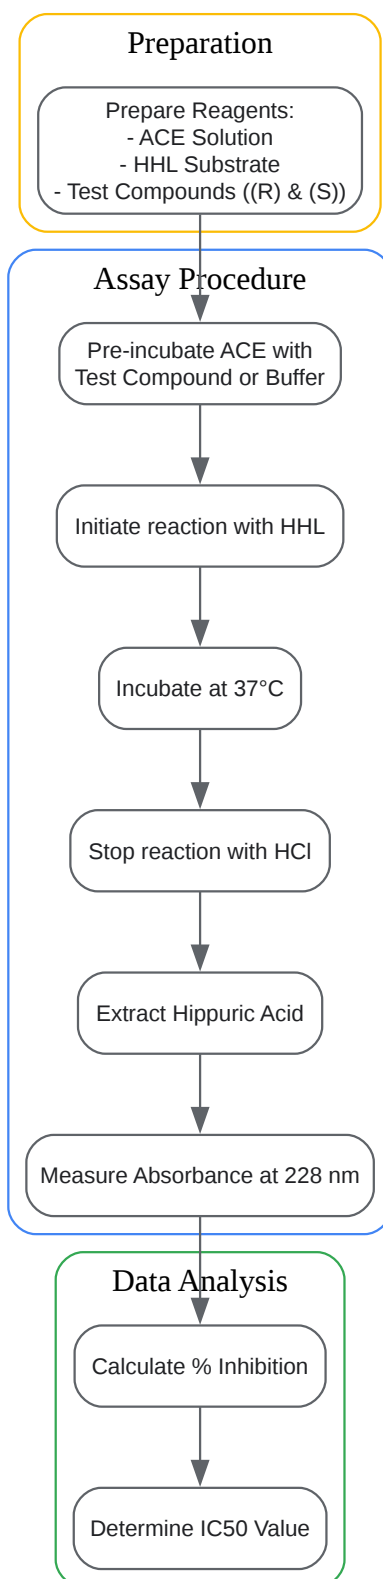 Preparation
Prepare Reagents:
- ACE Solution
- HHL Substrate
- Test Compounds ((R) & (S))
Assay Procedure
Pre-incubate ACE with
Test Compound or Buffer
Initiate reaction with HHL
Incubate at 37°C
Stop reaction with HCl
Extract Hippuric Acid
Measure Absorbance at 228 nm
Data Analysis
Calculate % Inhibition
Determine IC50 Value